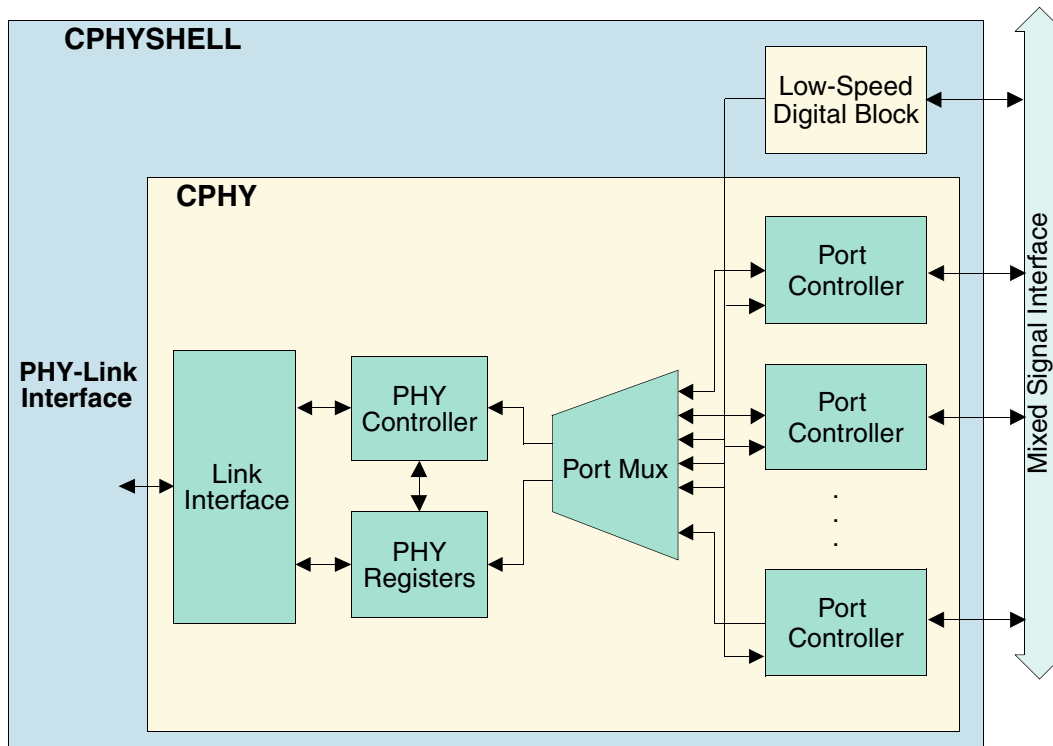 CPHYSHELL
Low-Speed
Digital Block
CPHY
Port
Controller
PHY-Link
Interface
Link
Interface
PHY
Controller
PHY
Registers
Port Mux
Port
Controller
.
.
.
Port
Controller
Mixed Signal Interface